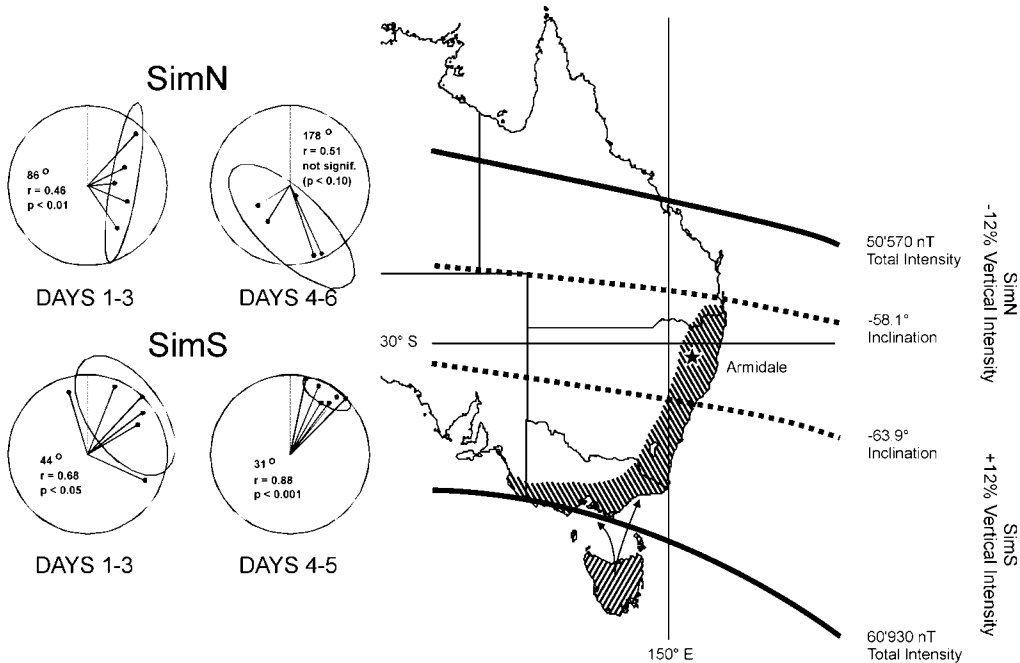 SimN
86 °
r = 0.46
p < 0.01
DAYS 1-3
178 °
r = 0.51
not signif.
(p < 0.10)
DAYS 4-6
SimS
44 °
r = 0.68
p < 0.05
DAYS 1-3
31 °
r = 0.88
p < 0.001
DAYS 4-5
30° S
Armidale
150° E
50'570 nT
Total Intensity
-58.1°
Inclination
-63.9°
Inclination
60'930 nT
Total Intensity
SimN
-12% Vertical Intensity
SimS
+12% Vertical Intensity